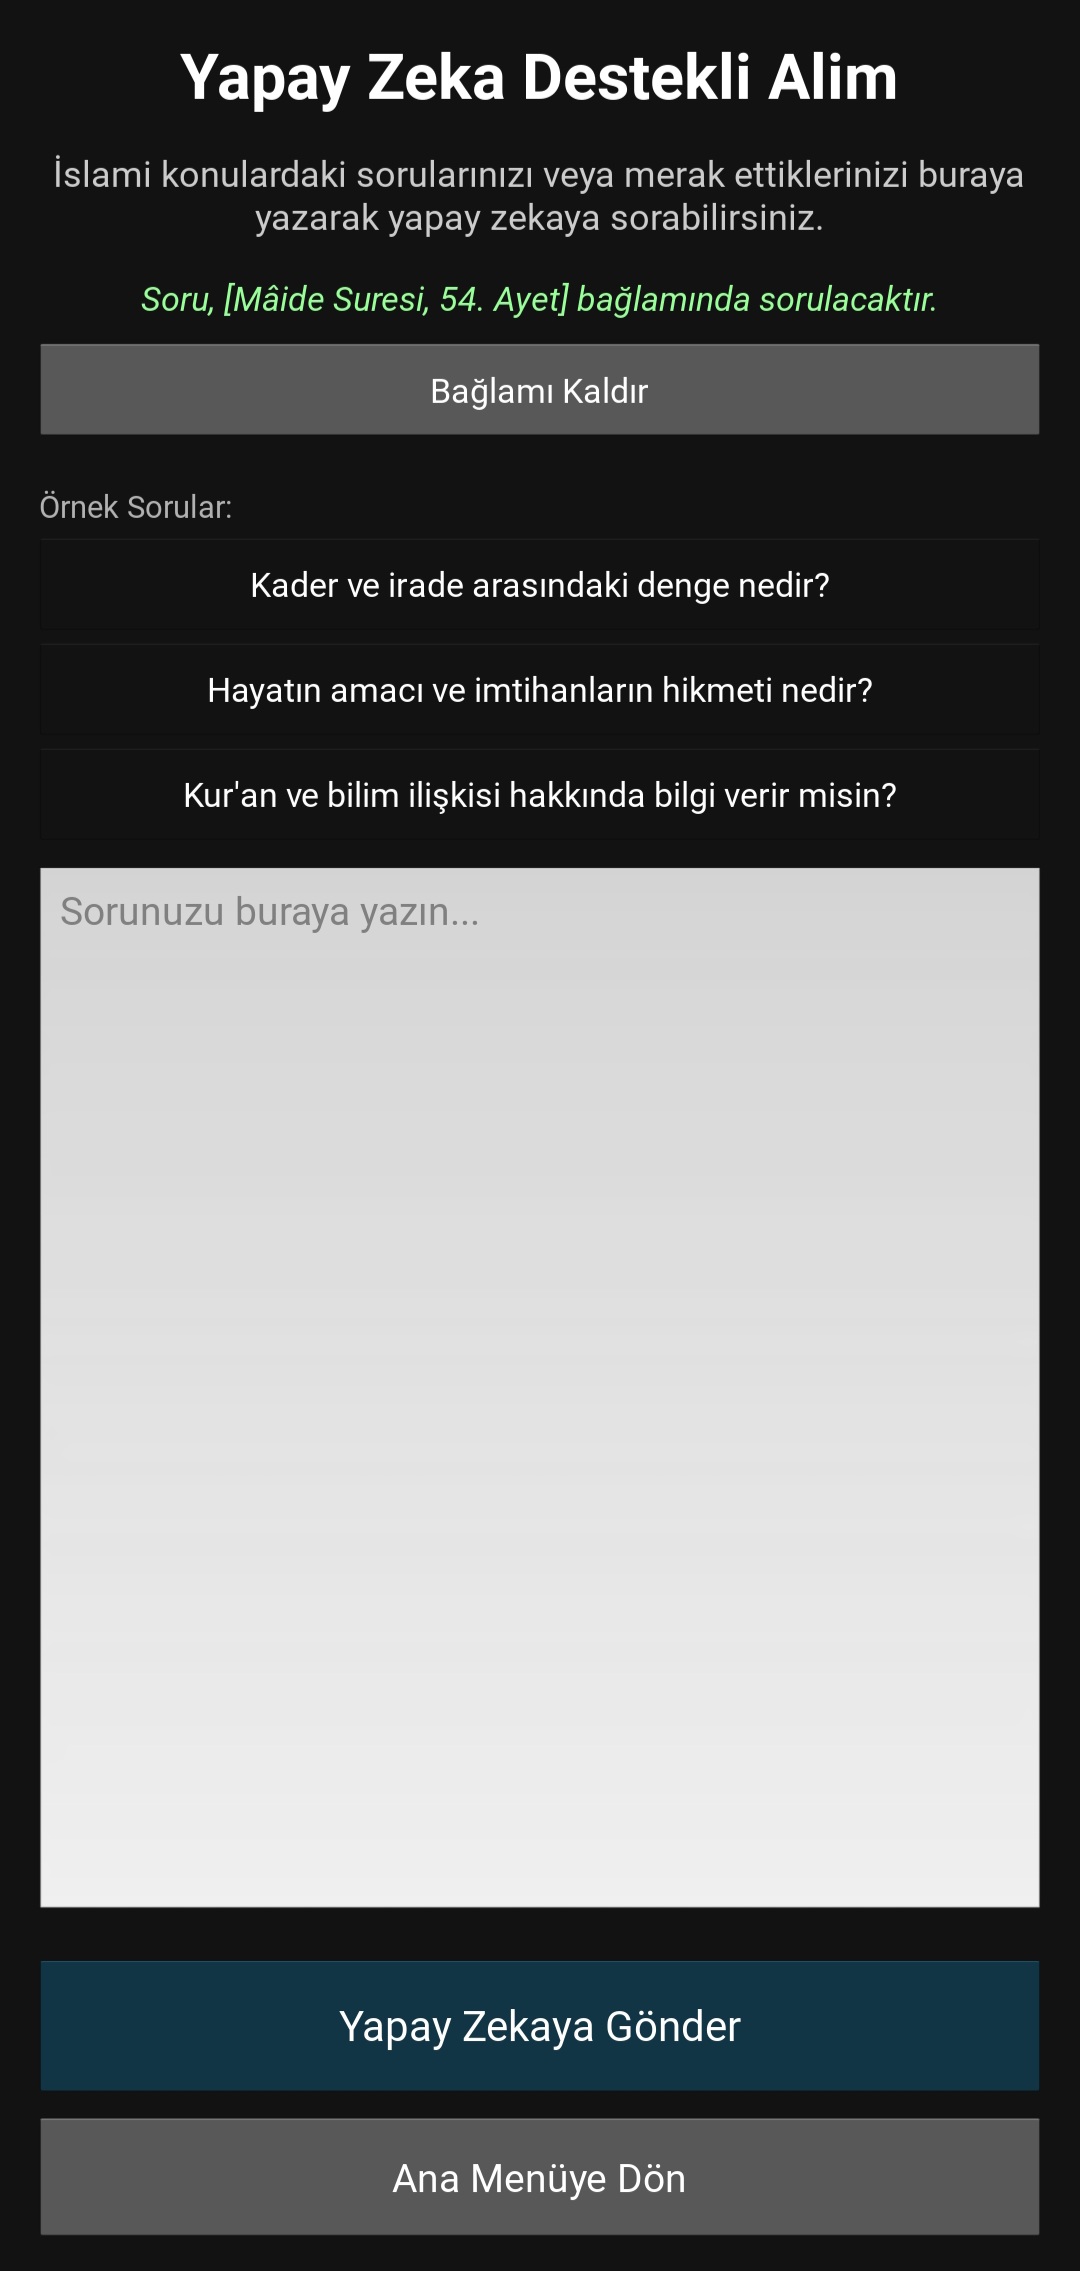 Yapay Zeka Destekli Alim
İslami konulardaki sorularınızı veya merak ettiklerinizi buraya
yazarak yapay zekaya sorabilirsiniz.
Soru, [Mâide Suresi, 54. Ayet] bağlamında sorulacaktır.
Bağlamı Kaldır
Örnek Sorular:
Kader ve irade arasındaki denge nedir?
Hayatın amacı ve imtihanların hikmeti nedir?
Kur'an ve bilim ilişkisi hakkında bilgi verir misin?
Sorunuzu buraya yazın...
Yapay Zekaya Gönder
Ana Menüye Dön